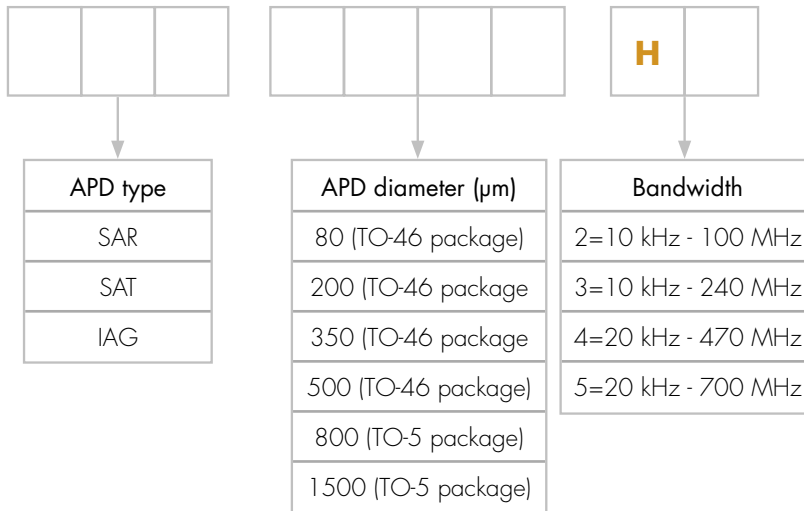 H
APD type
SAR
SAT
IAG
APD diameter (µm)
80 (TO-46 package)
200 (TO-46 package
350 (TO-46 package
500 (TO-46 package)
800 (TO-5 package)
1500 (TO-5 package)
Bandwidth
2=10 kHz - 100 MHz
3=10 kHz - 240 MHz
4=20 kHz - 470 MHz
5=20 kHz - 700 MHz